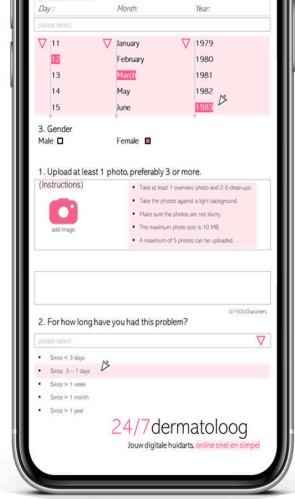 Day :
Month:
Year:
please select
11 January 1979
12 February 1980
13 March 1981
14 May 1982
15 June 1983
3. Gender
Male
Female
1. Upload at least 1 photo, preferably 3 or more.
(Instructions)
add image
• Take at least 1 overview photo and 2-3 close-ups.
• Take the photos against a light background.
• Make sure the photos are not blurry.
• The maximum photo size is 10 MB.
• A maximum of 5 photos can be uploaded.
0/1500 Characters
2. For how long have you had this problem?
please select
• Since < 3 days
• Since 3 – 7 days
• Since > 1 week
• Since > 1 month
• Since > 1 year
24/7dermatoloog
Jouw digitale huidarts, online snel en simpel